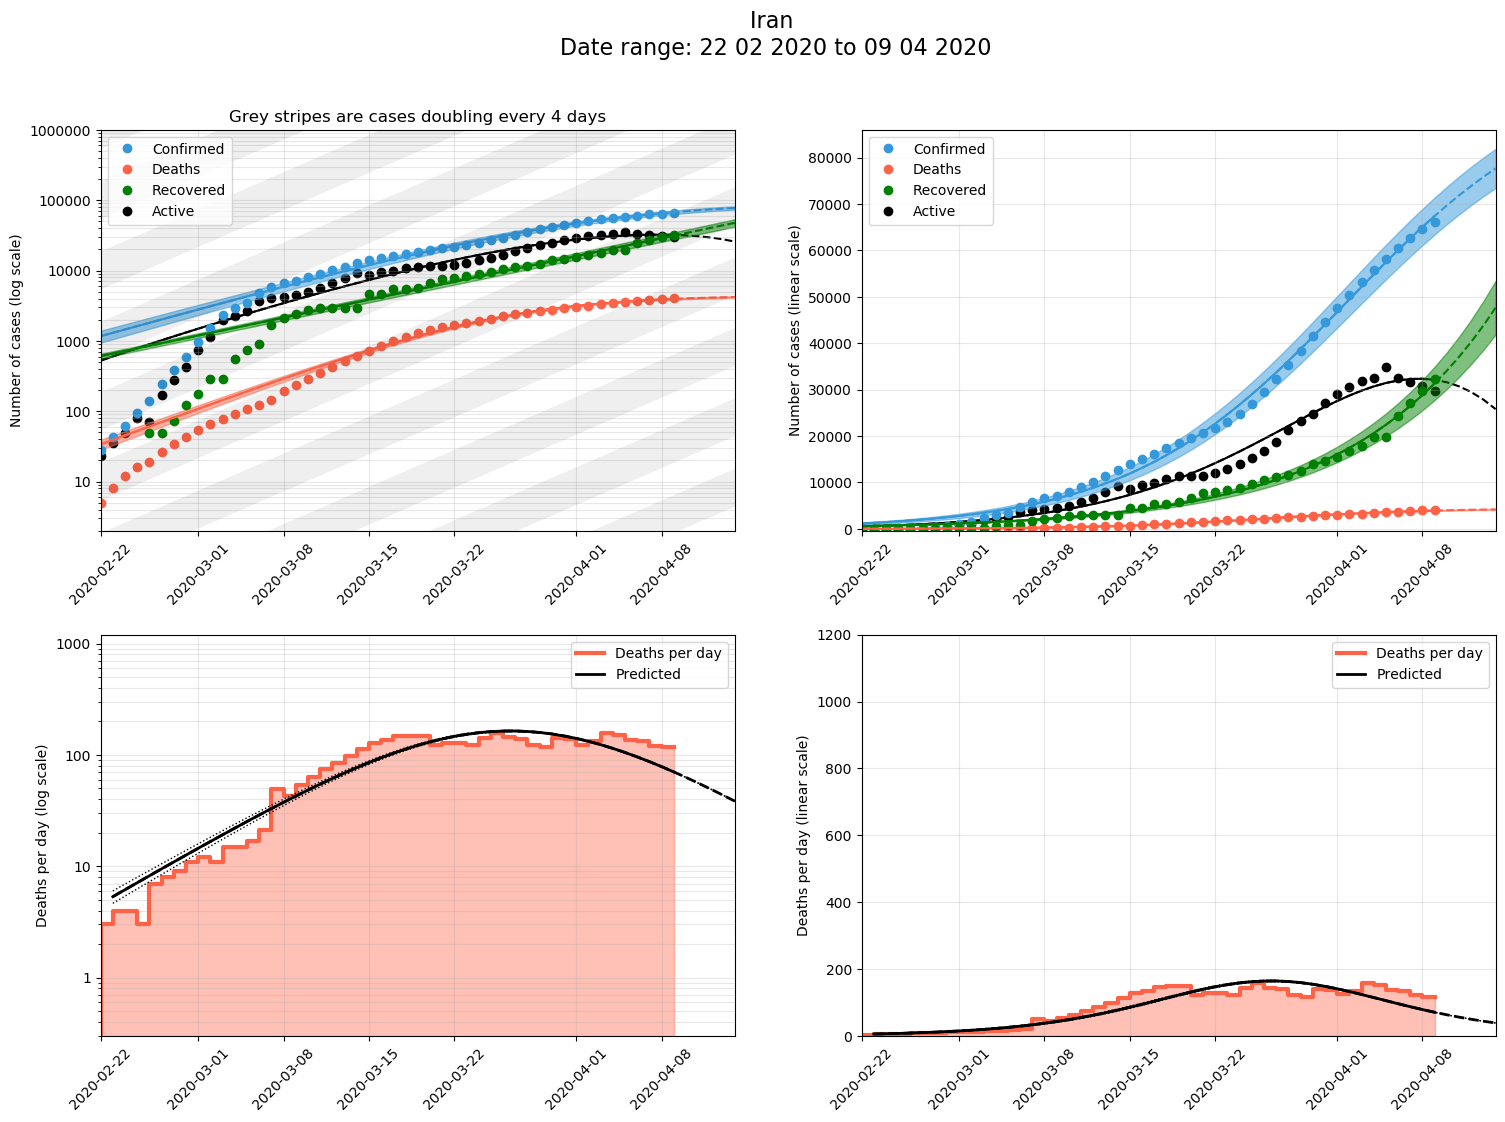 Iran
Date range: 22 02 2020 to 09 04 2020
Grey stripes are cases doubling every 4 days
Number of cases (log scale)
1000000
100000
10000
1000
100
10
Confirmed
Deaths
Recovered
Active
2020-02-22
2020-03-01
2020-03-08
2020-03-15
2020-03-22
2020-04-01
2020-04-08
Number of cases (linear scale)
80000
70000
60000
50000
40000
30000
20000
10000
0
Confirmed
Deaths
Recovered
Active
2020-02-22
2020-03-01
2020-03-08
2020-03-15
2020-03-22
2020-04-01
2020-04-08
Deaths per day (log scale)
1000
100
10
1
Deaths per day
Predicted
2020-02-22
2020-03-01
2020-03-08
2020-03-15
2020-03-22
2020-04-01
2020-04-08
Deaths per day (linear scale)
1200
1000
800
600
400
200
0
Deaths per day
Predicted
2020-02-22
2020-03-01
2020-03-08
2020-03-15
2020-03-22
2020-04-01
2020-04-08